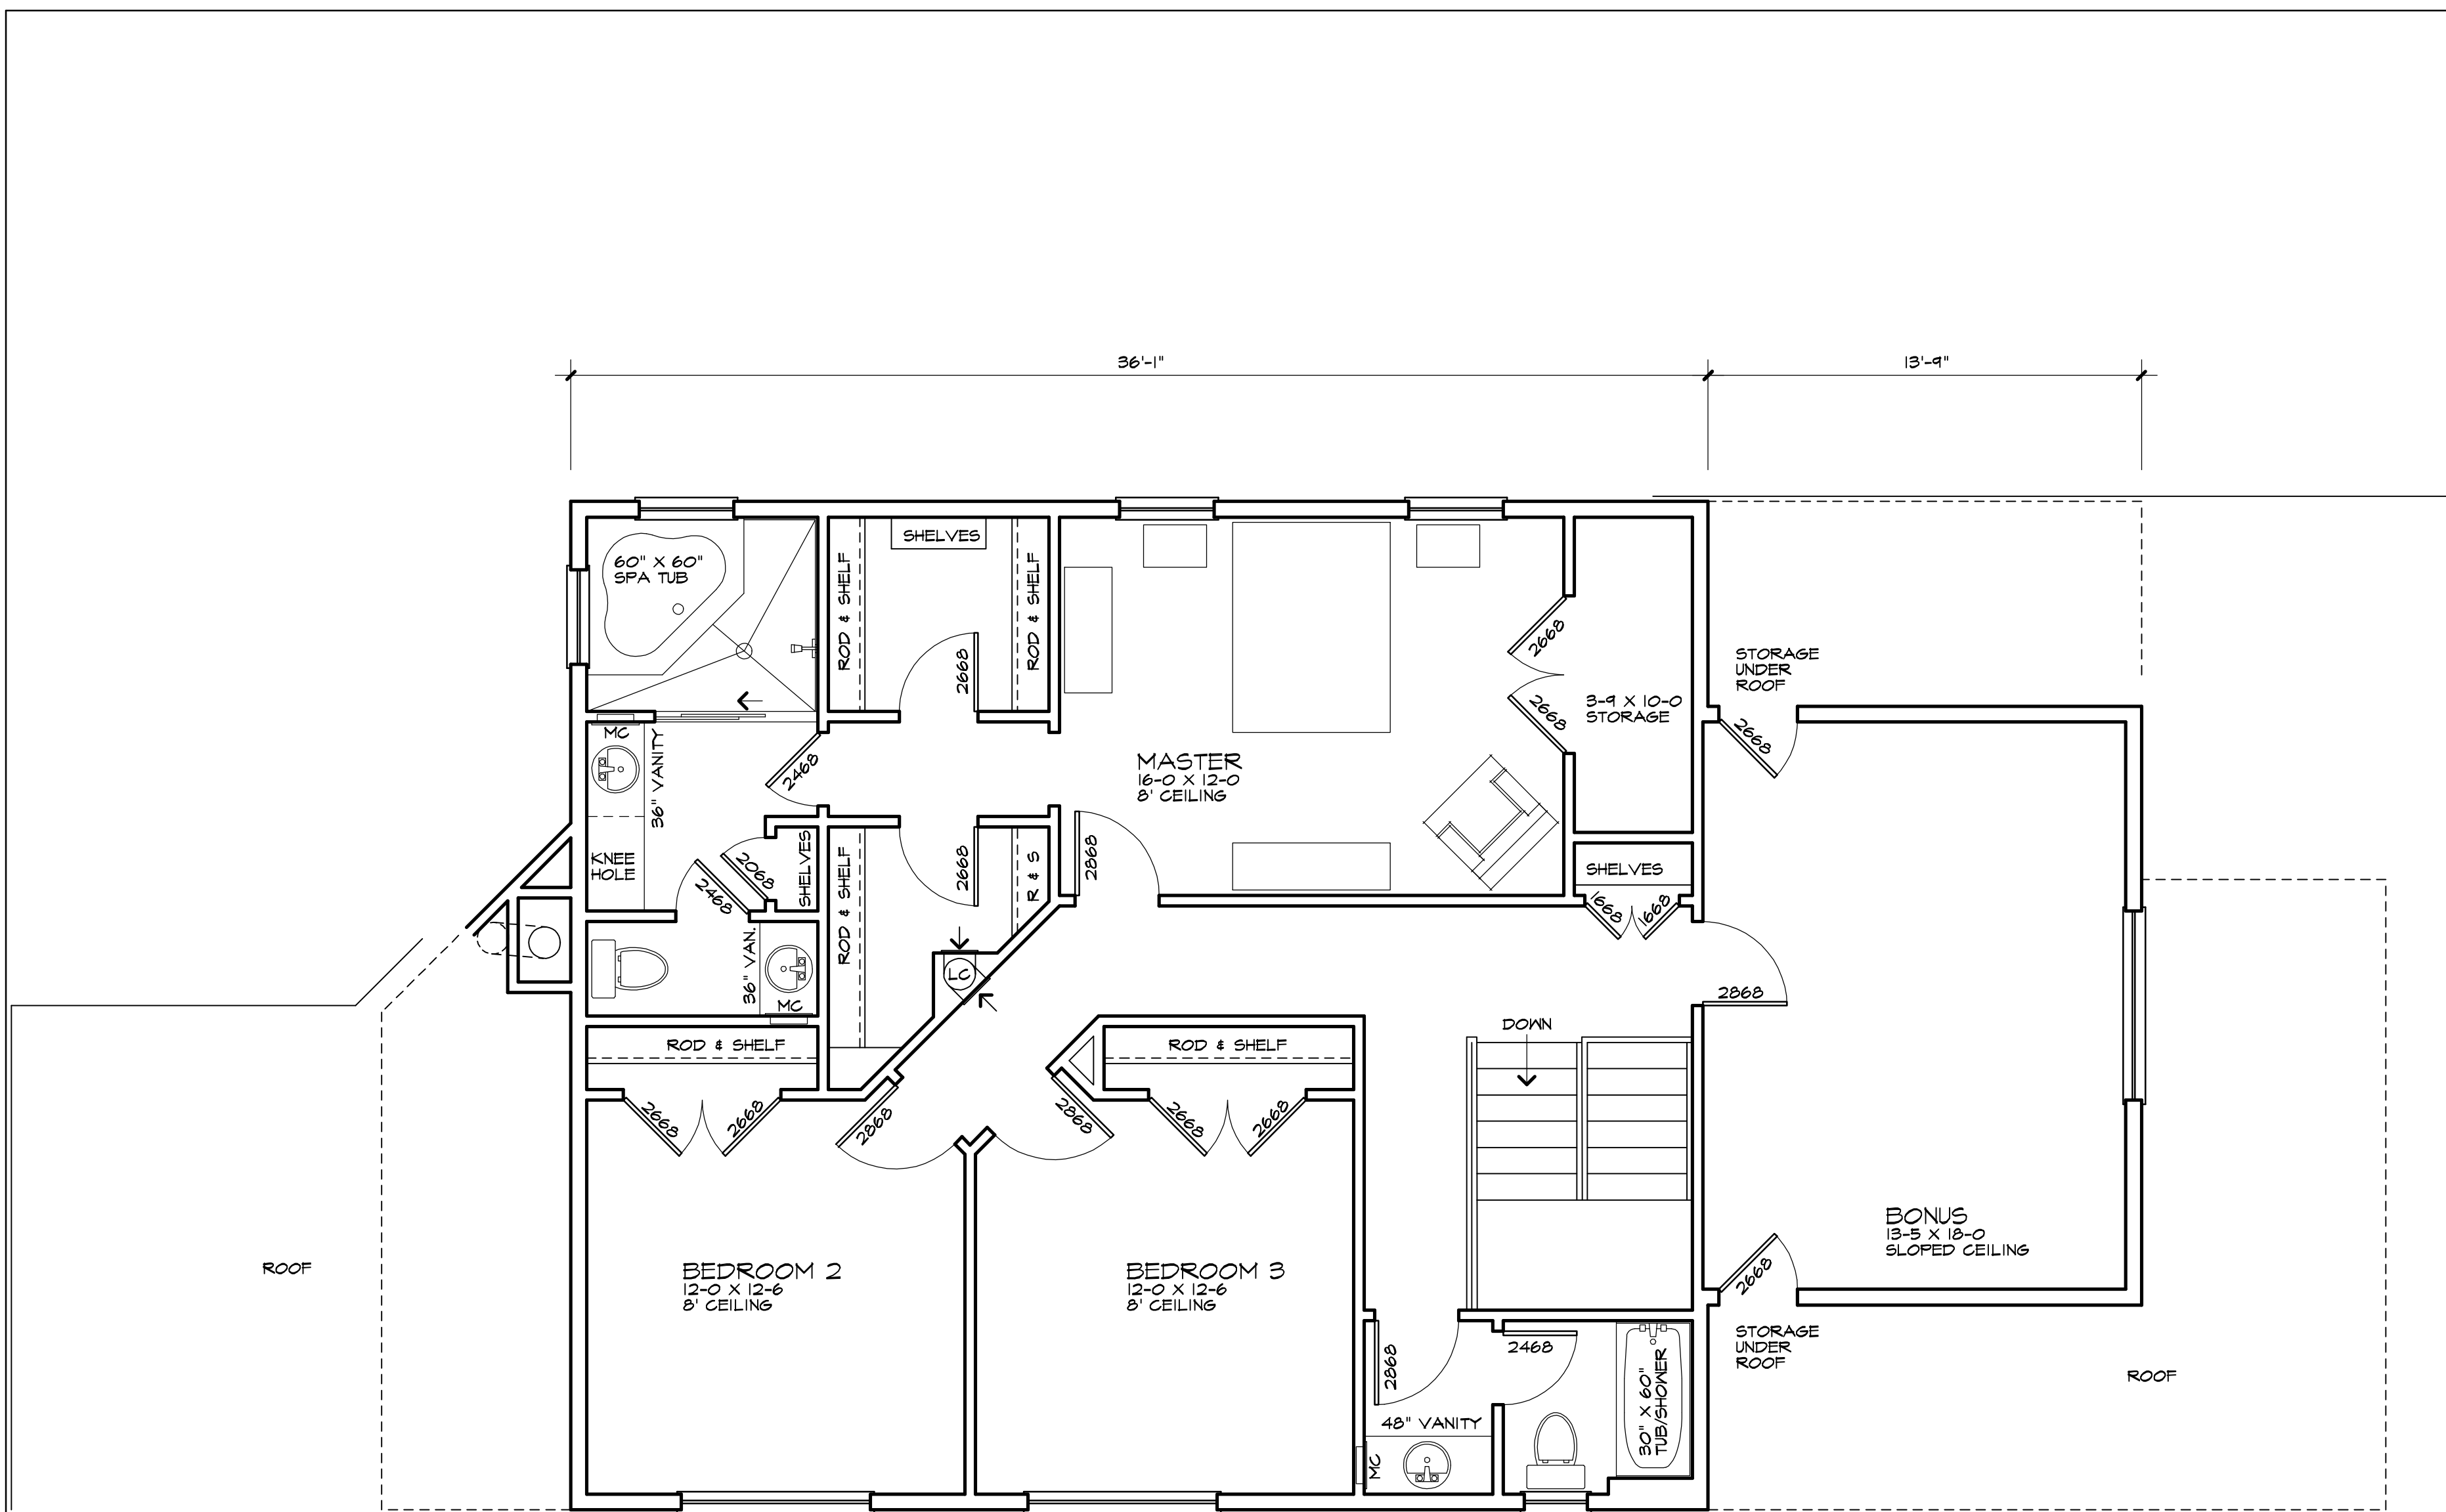 36'-1"
13'-9"
60" X 60"
SPA TUB
ROD & SHELF
SHELVES
ROD & SHELF
2668
2668
2668
3-9 X 10-0
STORAGE
STORAGE
UNDER
ROOF
2668
MC
36" VANITY
2468
MASTER
16-0 X 12-0
8' CEILING
KNEE
HOLE
2068
2468
SHELVES
ROD & SHELF
2668
R & S
2868
SHELVES
1668
1668
36" VAN.
MC
LC
2868
ROD & SHELF
ROD & SHELF
DOWN
2668
2668
2868
2868
2668
2668
BONUS
13-5 X 18-0
SLOPED CEILING
ROOF
BEDROOM 2
12-0 X 12-6
8' CEILING
BEDROOM 3
12-0 X 12-6
8' CEILING
2668
STORAGE
UNDER
ROOF
ROOF
2868
2468
48" VANITY
MC
30" X 60"
TUB/SHOWER